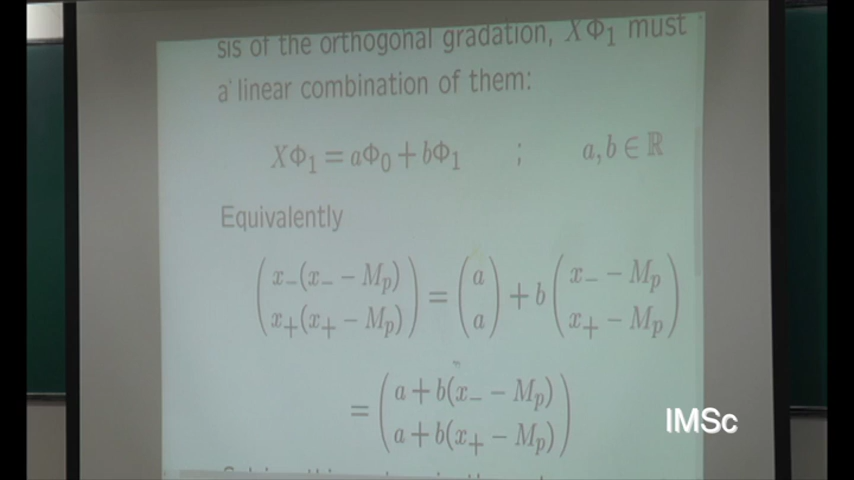 sis of the orthogonal gradation, XΦ₁ must
a linear combination of them:
XΦ₁ = aΦ₀ + bΦ₁ ; a, b ∈ ℝ
Equivalently
(x₋(x₋ − Mₚ) x₊(x₊ − Mₚ)) = (a a) + b (x₋ − Mₚ x₊ − Mₚ)
= (a + b(x₋ − Mₚ) a + b(x₊ − Mₚ))
IMSc